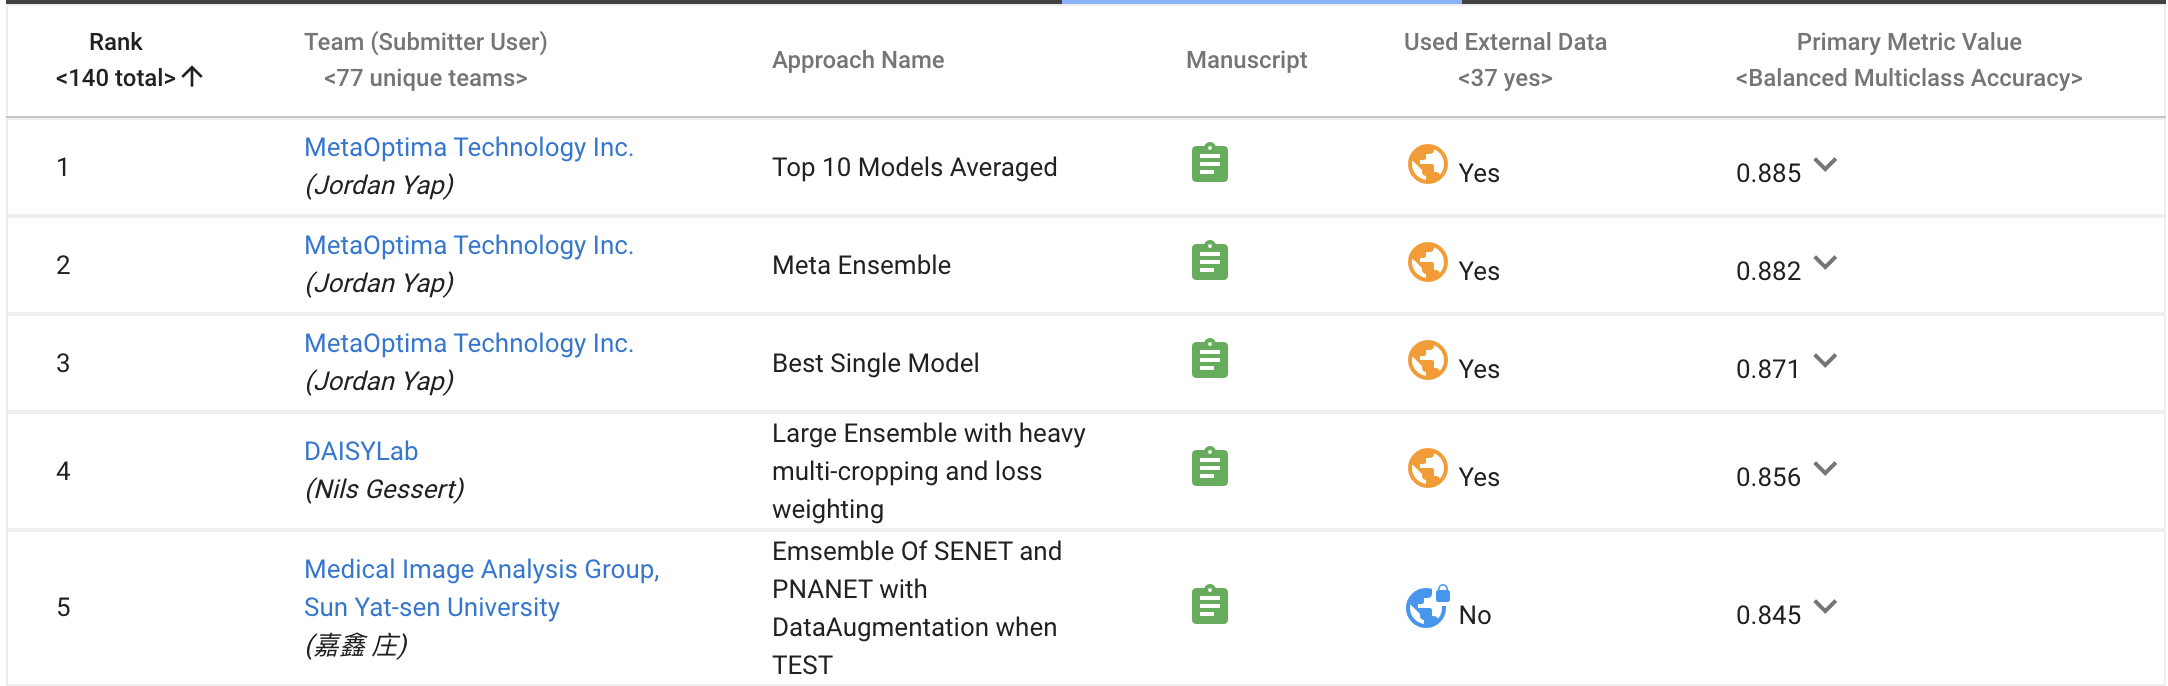 Rank
<140 total>
Team (Submitter User)
<77 unique teams>
Approach Name
Manuscript
Used External Data
<37 yes>
Primary Metric Value
<Balanced Multiclass Accuracy>
1
MetaOptima Technology Inc.
(Jordan Yap)
Top 10 Models Averaged
Yes
0.885
2
MetaOptima Technology Inc.
(Jordan Yap)
Meta Ensemble
Yes
0.882
3
MetaOptima Technology Inc.
(Jordan Yap)
Best Single Model
Yes
0.871
4
DAISYLab
(Nils Gessert)
Large Ensemble with heavy
multi-cropping and loss
weighting
Yes
0.856
5
Medical Image Analysis Group,
Sun Yat-sen University
(嘉鑫 庄)
Emsemble Of SENET and
PNANET with
DataAugmentation when
TEST
No
0.845